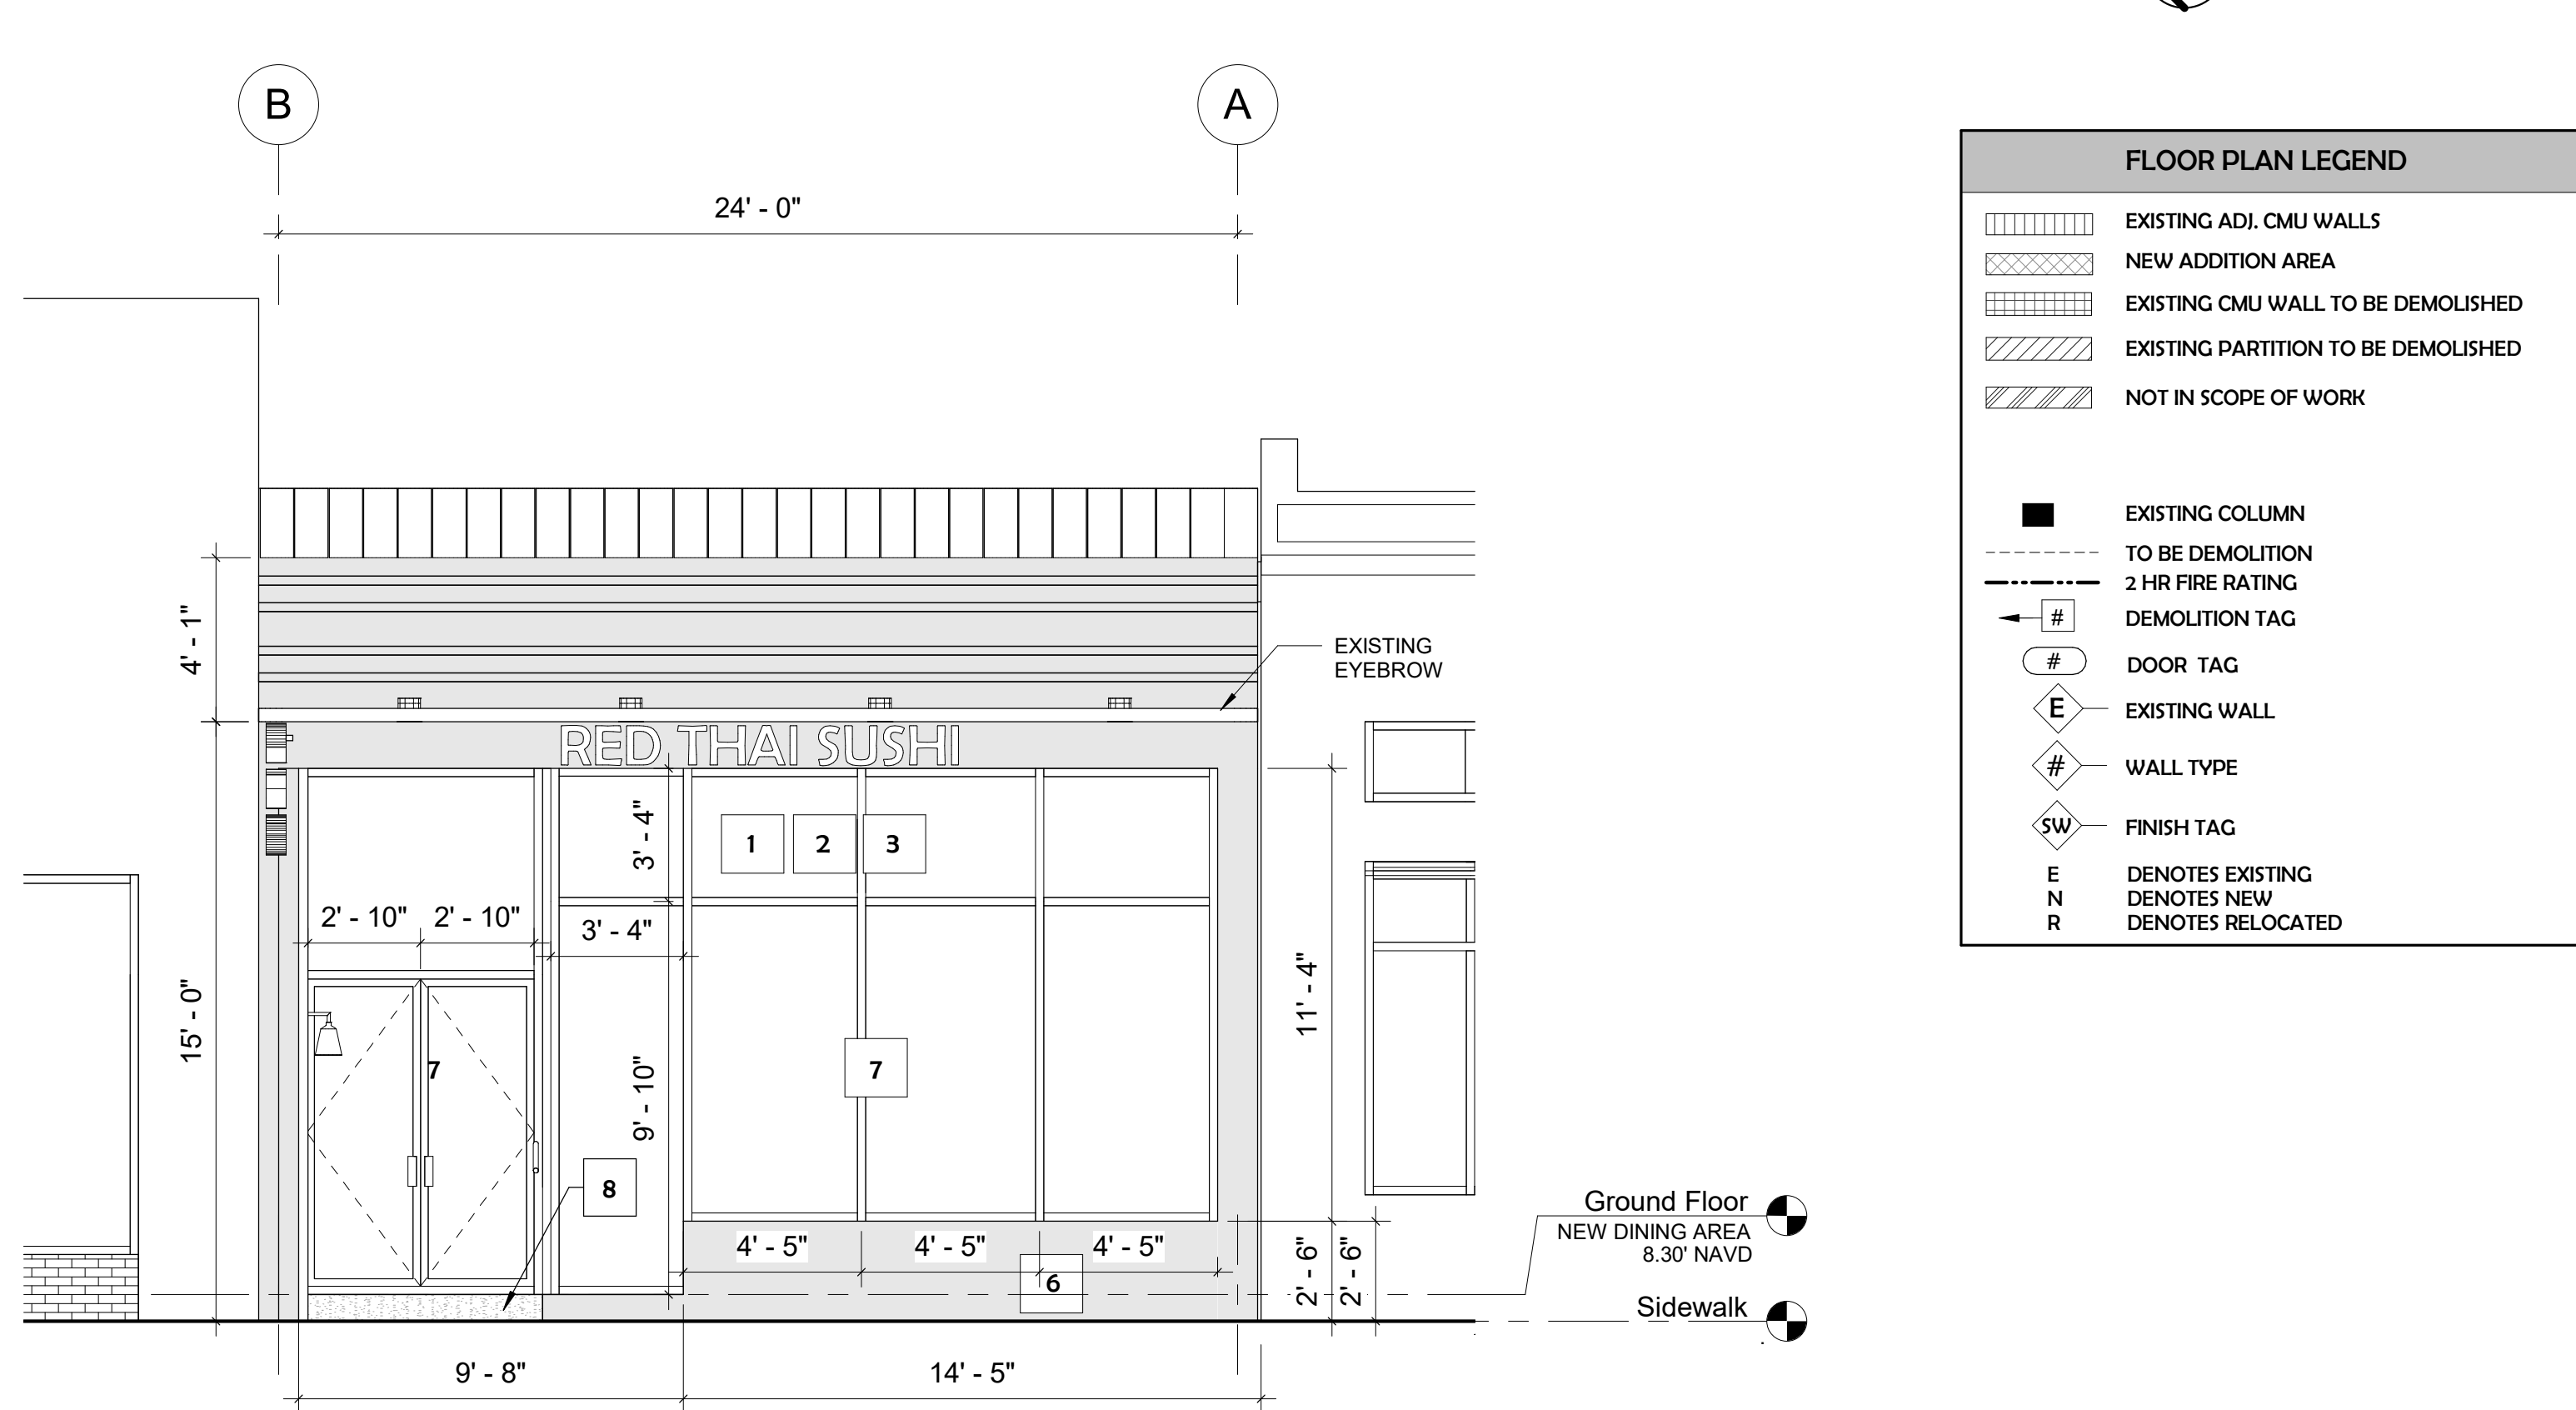 B
A
24' - 0"
4' - 1"
EXISTING
EYEBROW
RED THAI SUSHI
1
2
3
3' - 4"
2' - 10"
2' - 10"
3' - 4"
15' - 0"
11' - 4"
7
7
9' - 10"
8
4' - 5"
4' - 5"
4' - 5"
6
2' - 6"
2' - 6"
Ground Floor
NEW DINING AREA
8.30' NAVD
Sidewalk
9' - 8"
14' - 5"
FLOOR PLAN LEGEND
EXISTING ADJ. CMU WALLS
NEW ADDITION AREA
EXISTING CMU WALL TO BE DEMOLISHED
EXISTING PARTITION TO BE DEMOLISHED
NOT IN SCOPE OF WORK
EXISTING COLUMN
TO BE DEMOLITION
2 HR FIRE RATING
# DEMOLITION TAG
# DOOR TAG
E EXISTING WALL
# WALL TYPE
SW FINISH TAG
E DENOTES EXISTING
N DENOTES NEW
R DENOTES RELOCATED